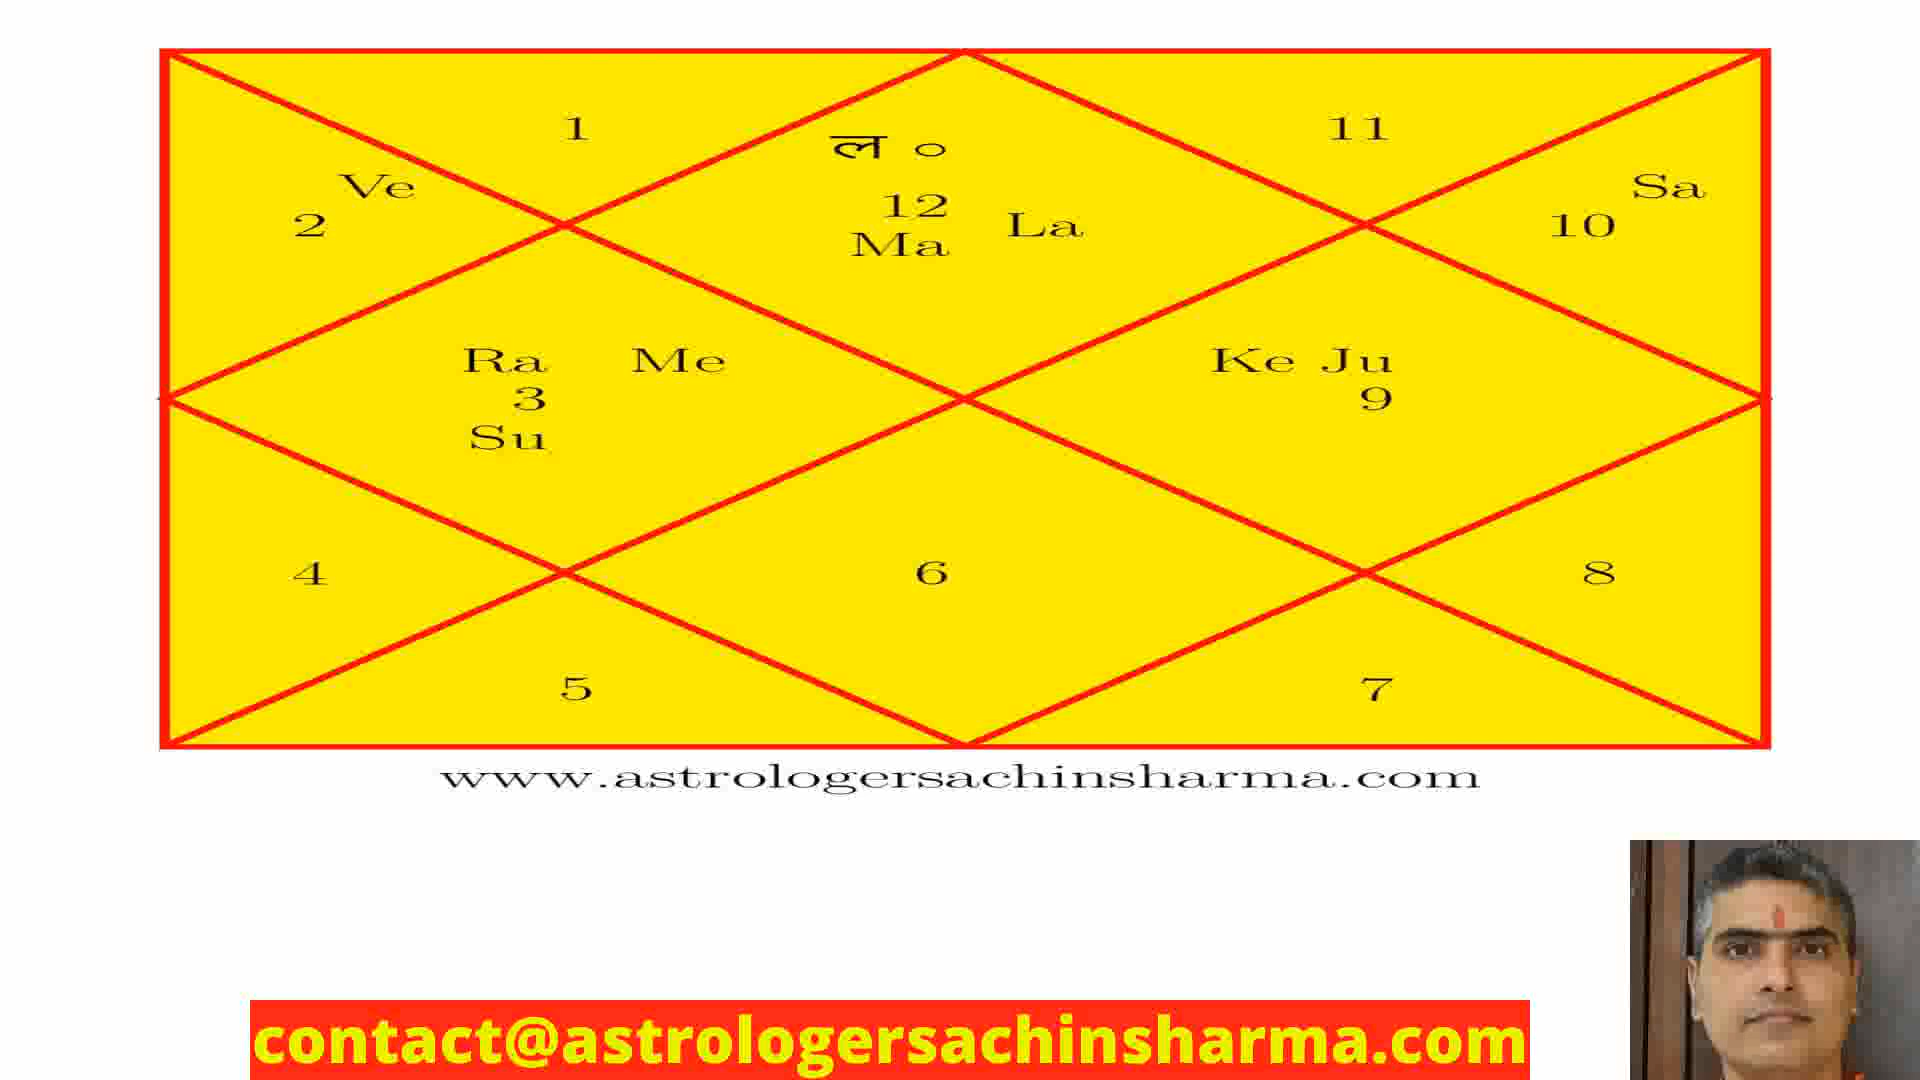 1
11
ल ०
Ve
Sa
2
12
La
10
Ma
Ra Me
Ke Ju
3
9
Su
4
6
8
5
7
www.astrologersachinsharma.com
contact@astrologersachinsharma.com